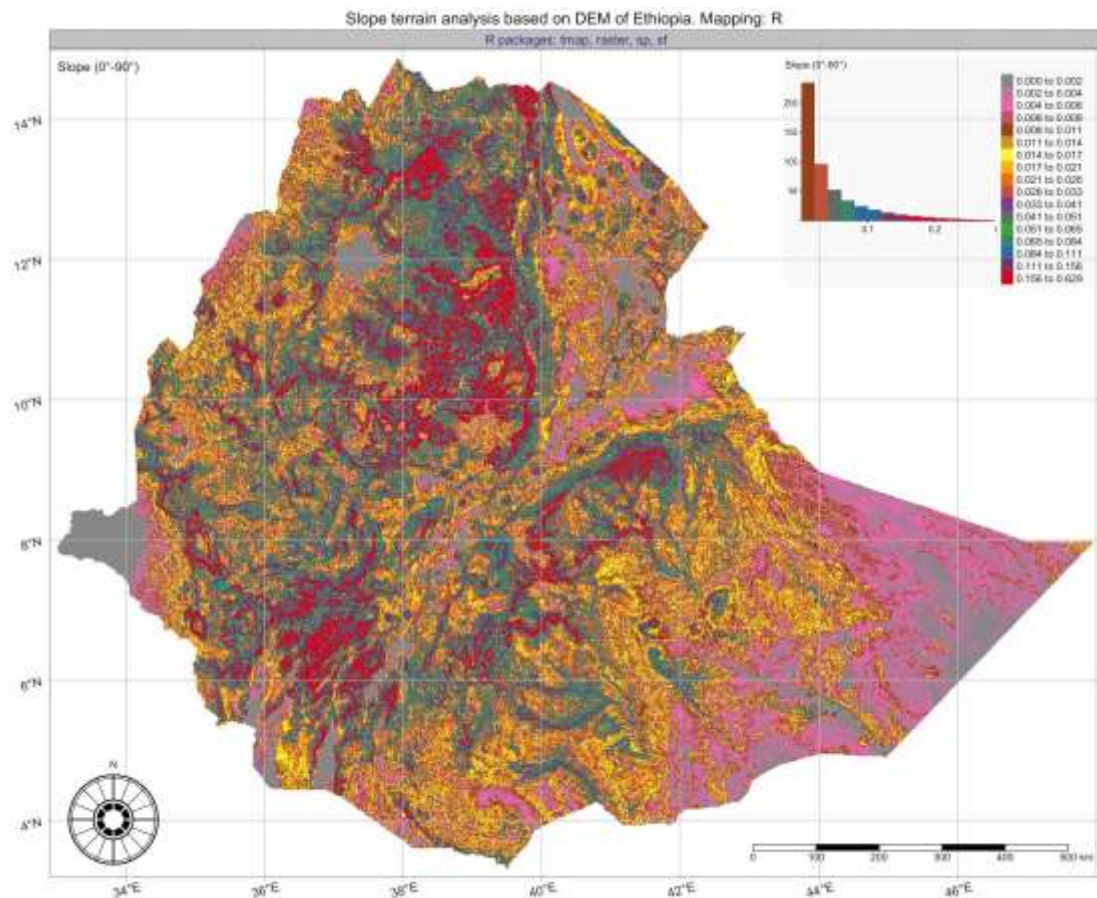 Slope terrain analysis based on DEM of Ethiopia. Mapping: R
R packages: tmap, raster, sp, sf
Slope (0°-90°)
Slope (0°-90°)
200
150
100
50
0.1
0.2
0.000 to 0.002
0.002 to 0.004
0.004 to 0.006
0.006 to 0.008
0.008 to 0.011
0.011 to 0.014
0.014 to 0.017
0.017 to 0.021
0.021 to 0.026
0.026 to 0.033
0.033 to 0.041
0.041 to 0.051
0.051 to 0.065
0.065 to 0.084
0.084 to 0.111
0.111 to 0.156
0.156 to 0.629
14°N
12°N
10°N
8°N
6°N
4°N
N
0
100
200
300
400
500 km
34°E
36°E
38°E
40°E
42°E
44°E
46°E